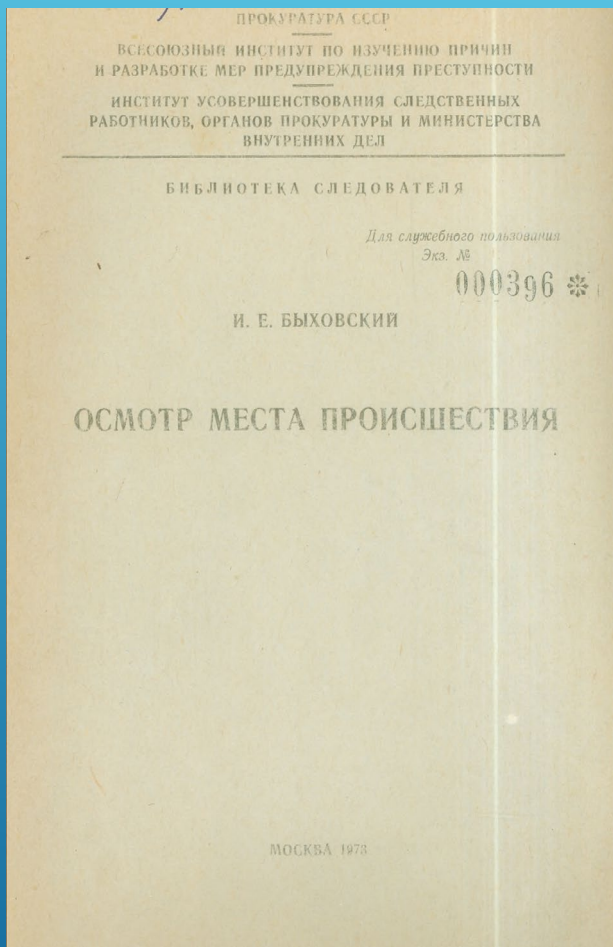 ПРОКУРАТУРА СССР
ВСЕСОЮЗНЫЙ ИНСТИТУТ ПО ИЗУЧЕНИЮ ПРИЧИН
И РАЗРАБОТКЕ МЕР ПРЕДУПРЕЖДЕНИЯ ПРЕСТУПНОСТИ
ИНСТИТУТ УСОВЕРШЕНСТВОВАНИЯ СЛЕДСТВЕННЫХ
РАБОТНИКОВ, ОРГАНОВ ПРОКУРАТУРЫ И МИНИСТЕРСТВА
ВНУТРЕННИХ ДЕЛ
БИБЛИОТЕКА СЛЕДОВАТЕЛЯ
Для служебного пользования
Экз. №
000396 *
И. Е. БЫХОВСКИЙ
ОСМОТР МЕСТА ПРОИСШЕСТВИЯ
МОСКВА 1973